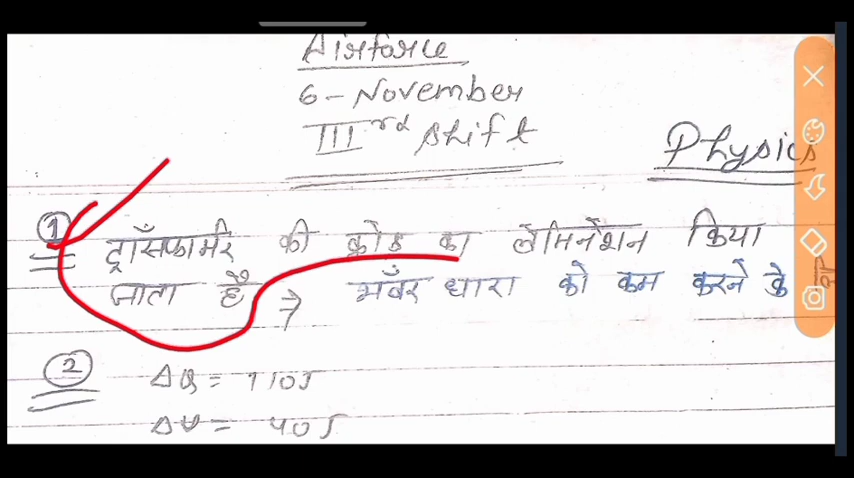 Airforce
6 - November
IIIrd shift
Physics
① ट्राँसफार्मर की क्रोड का लेमिनेशन किया
जाता है → भँवर धारा को कम करने के
② ΔQ = 110J
ΔU = 40J